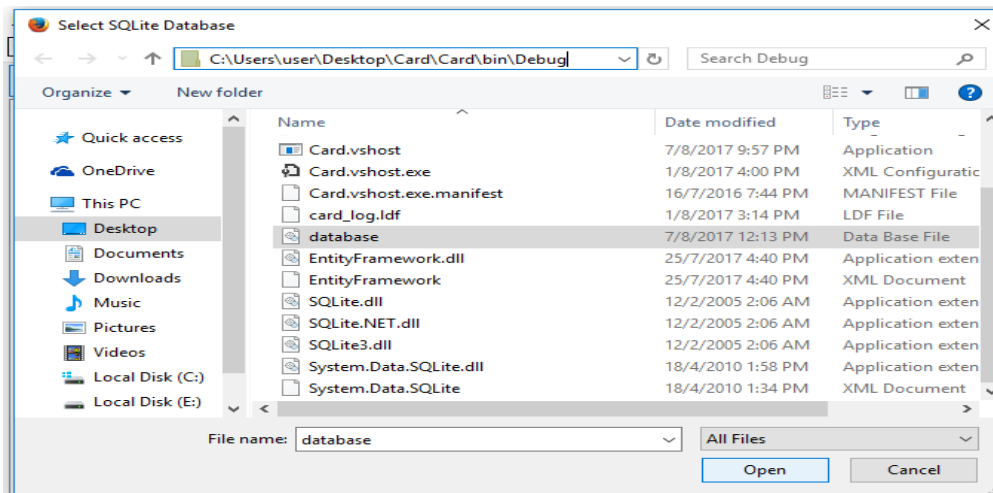 Select SQLite Database
C:\Users\user\Desktop\Card\Card\bin\Debug
Search Debug
Organize
New folder
Quick access
OneDrive
This PC
Desktop
Documents
Downloads
Music
Pictures
Videos
Local Disk (C:)
Local Disk (E:)
Name Date modified Type
Card.vshost 7/8/2017 9:57 PM Application
Card.vshost.exe 1/8/2017 4:00 PM XML Configuratic
Card.vshost.exe.manifest 16/7/2016 7:44 PM MANIFEST File
card_log.ldf 1/8/2017 3:14 PM LDF File
database 7/8/2017 12:13 PM Data Base File
EntityFramework.dll 25/7/2017 4:40 PM Application exten
EntityFramework 25/7/2017 4:40 PM XML Document
SQLite.dll 12/2/2005 2:06 AM Application exten
SQLite.NET.dll 12/2/2005 2:06 AM Application exten
SQLite3.dll 12/2/2005 2:06 AM Application exten
System.Data.SQLite.dll 18/4/2010 1:58 PM Application exten
System.Data.SQLite 18/4/2010 1:34 PM XML Document
File name: database
All Files
Open
Cancel